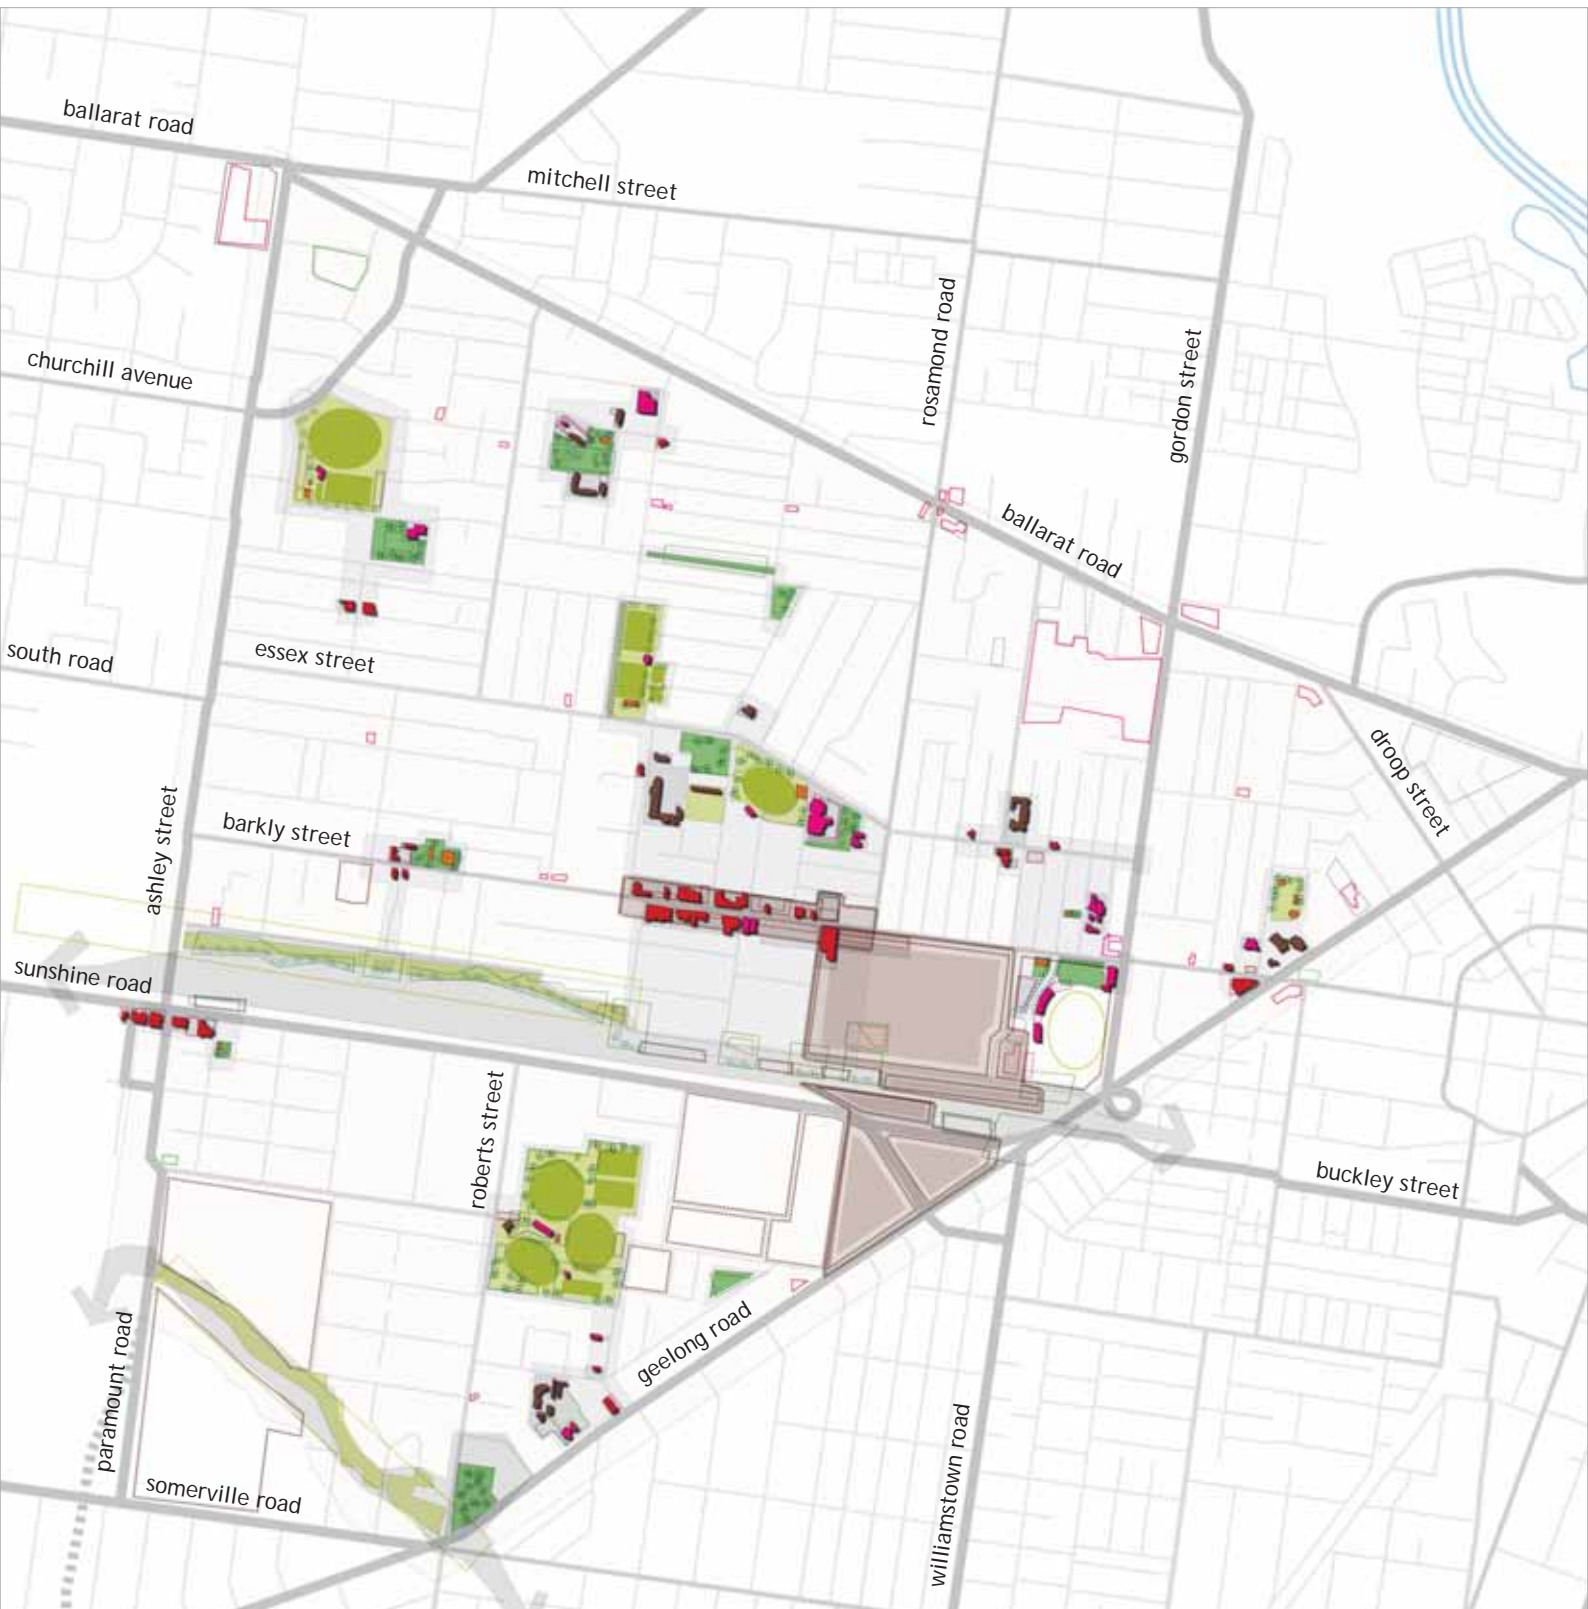 ballarat road
mitchell street
rosamond road
gordon street
churchill avenue
ballarat road
essex street
south road
droop street
ashley street
barkly street
sunshine road
roberts street
buckley street
geelong road
paramount road
williamstown road
somerville road